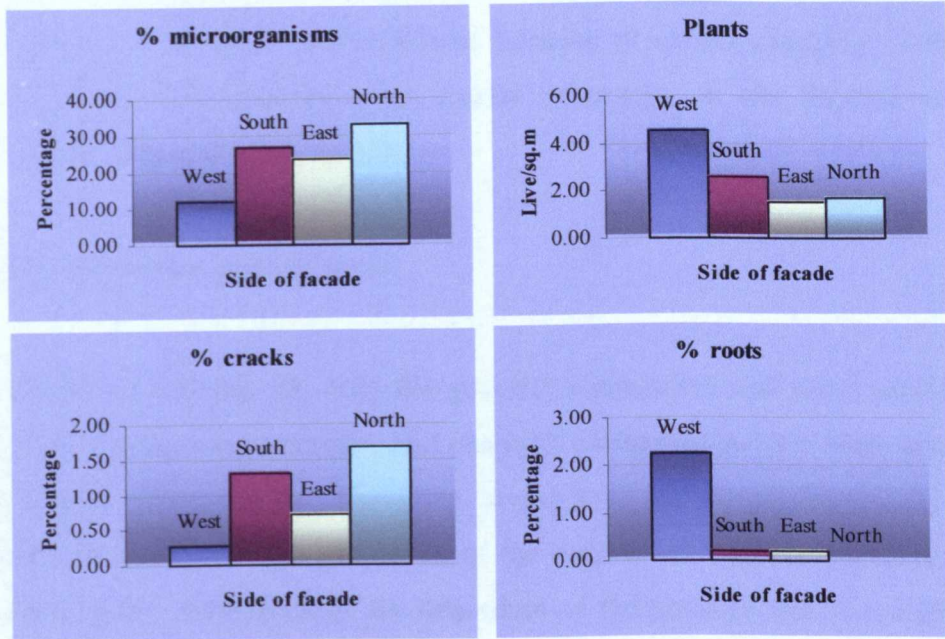 % microorganisms
Percentage
40.00
30.00
20.00
10.00
0.00
West
South
East
North
Side of facade
Plants
Live/sq.m
6.00
4.00
2.00
0.00
West
South
East
North
Side of facade
% cracks
Percentage
2.00
1.50
1.00
0.50
0.00
West
South
East
North
Side of facade
% roots
Percentage
3.00
2.00
1.00
0.00
West
South
East
North
Side of facade